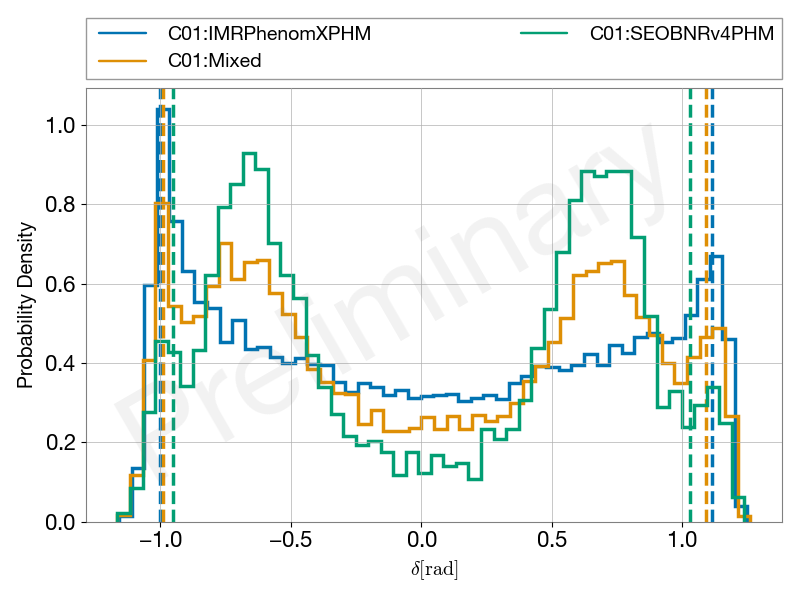 C01:IMRPhenomXPHM
C01:Mixed
C01:SEOBNRv4PHM
Preliminary
Probability Density
1.0
0.8
0.6
0.4
0.2
0.0
−1.0 −0.5 0.0 0.5 1.0
δ[rad]